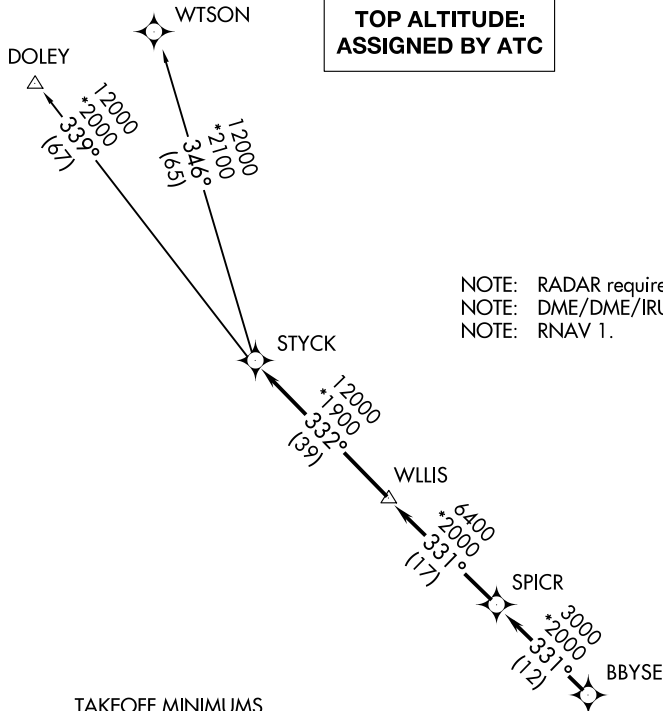 WTSON
TOP ALTITUDE:
ASSIGNED BY ATC
DOLEY
12000
*2000
339°
(67)
12000
*2100
346°
(65)
NOTE: RADAR require
NOTE: DME/DME/IRU
NOTE: RNAV 1.
STYCK
12000
*1900
332°
(39)
WLLIS
6400
*2000
331°
(17)
SPICR
3000
*2000
331°
(12)
BBYSE
TAKEOFF MINIMUMS